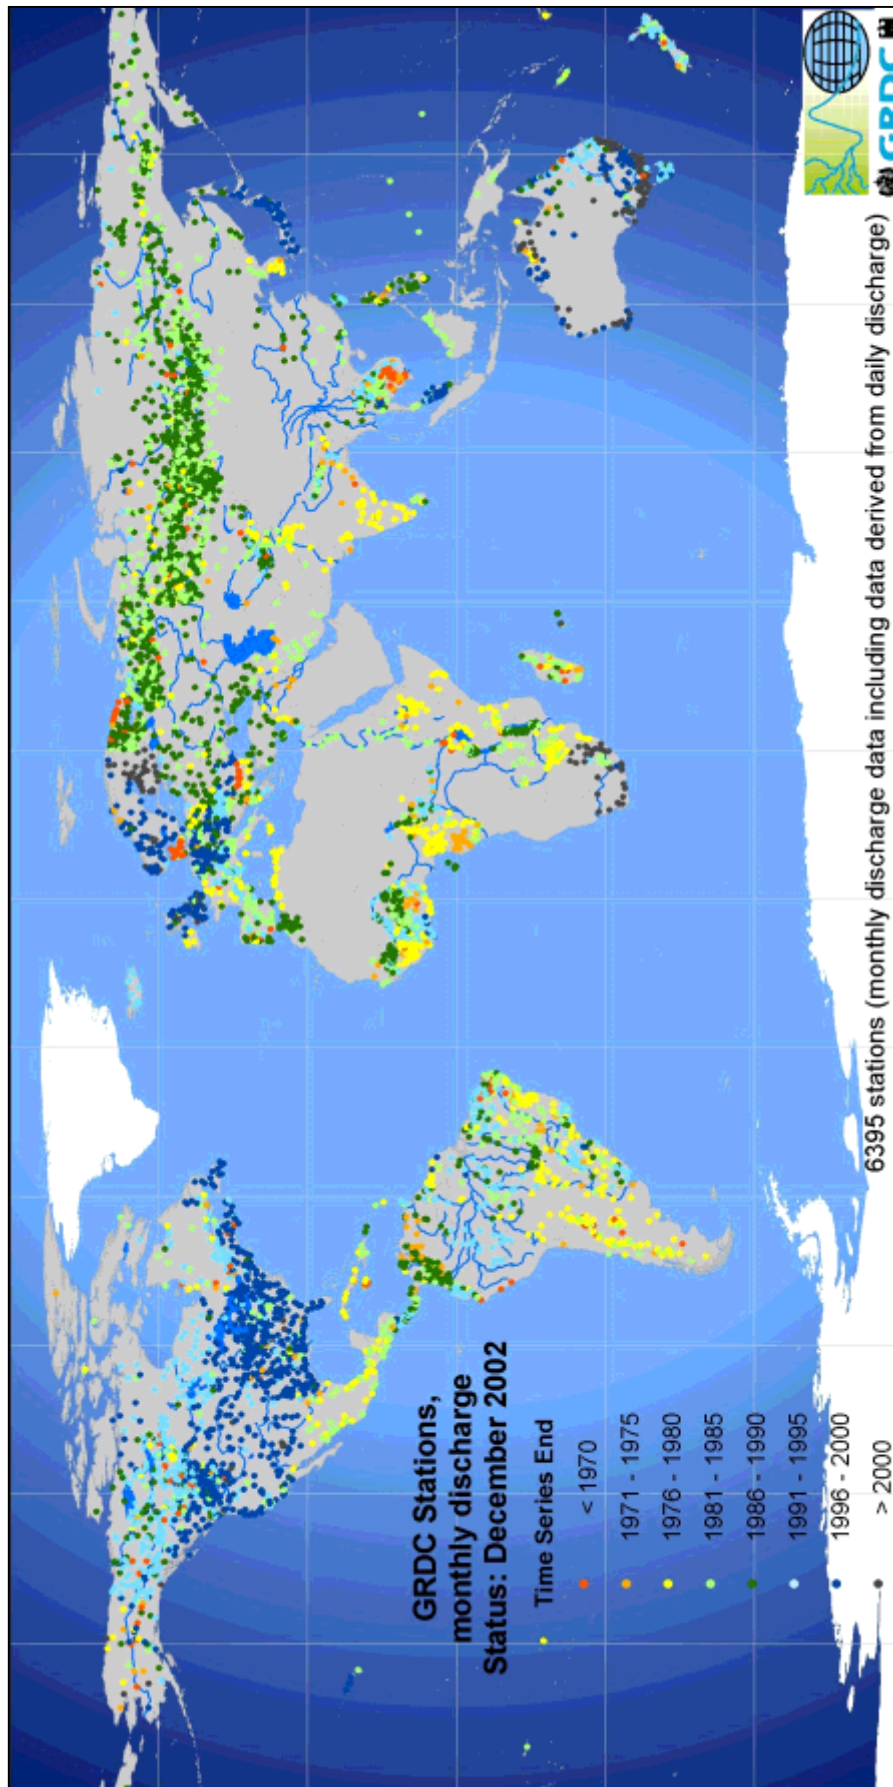 GRDC Stations,
monthly discharge
Status: December 2002
Time Series End
< 1970
1971 - 1975
1976 - 1980
1981 - 1985
1986 - 1990
1991 - 1995
1996 - 2000
> 2000
6395 stations (monthly discharge data including data derived from daily discharge)
GRDC